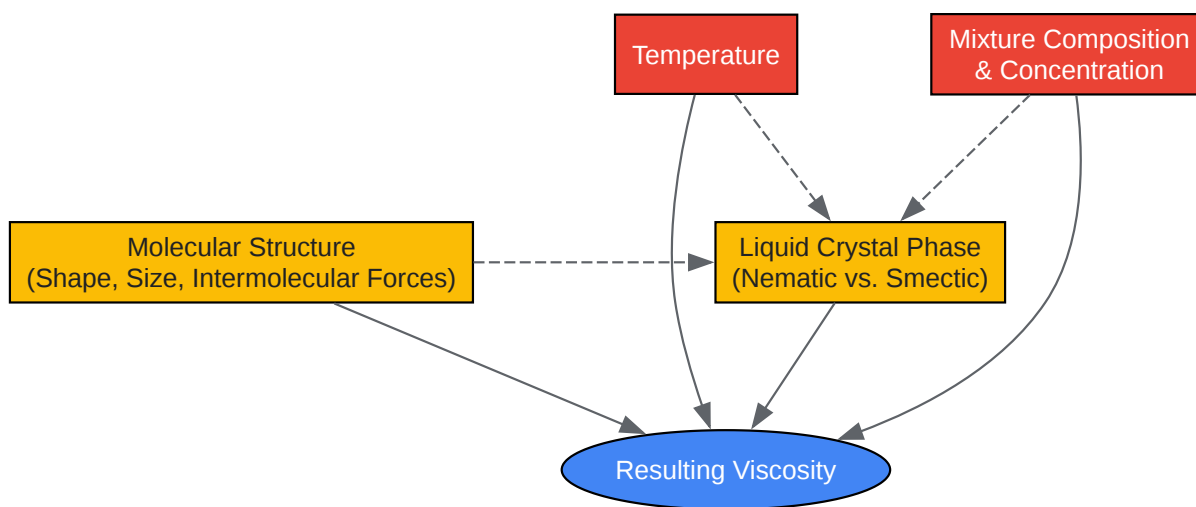 Temperature
Mixture Composition
& Concentration
Molecular Structure
(Shape, Size, Intermolecular Forces)
Liquid Crystal Phase
(Nematic vs. Smectic)
Resulting Viscosity